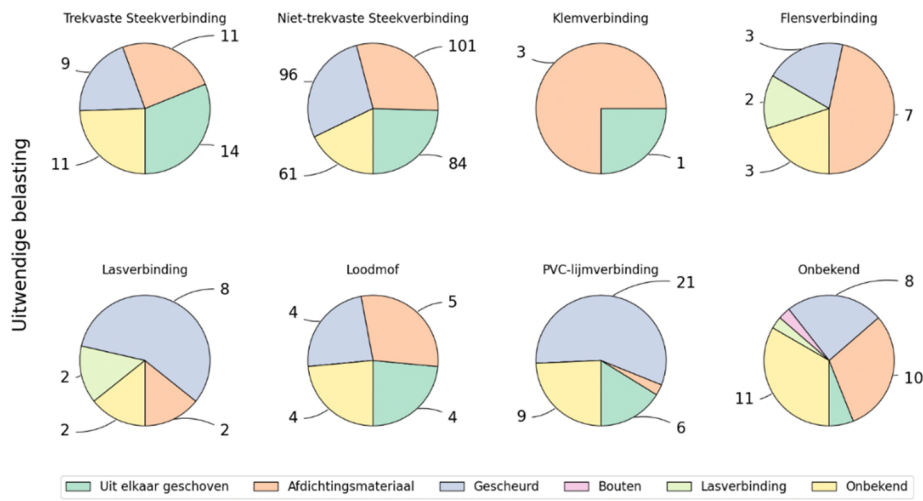 Trekvaste Steekverbinding
11
9
11
14
Niet-trekvaste Steekverbinding
101
96
61
84
Klemverbinding
3
1
Flensverbinding
3
2
7
3
Uitwendige belasting
Lasverbinding
8
2
2
2
Loodmof
5
4
4
4
PVC-lijmverbinding
21
9
6
Onbekend
8
10
11
Uit elkaar geschoven
Afdichtingsmateriaal
Gescheurd
Bouten
Lasverbinding
Onbekend